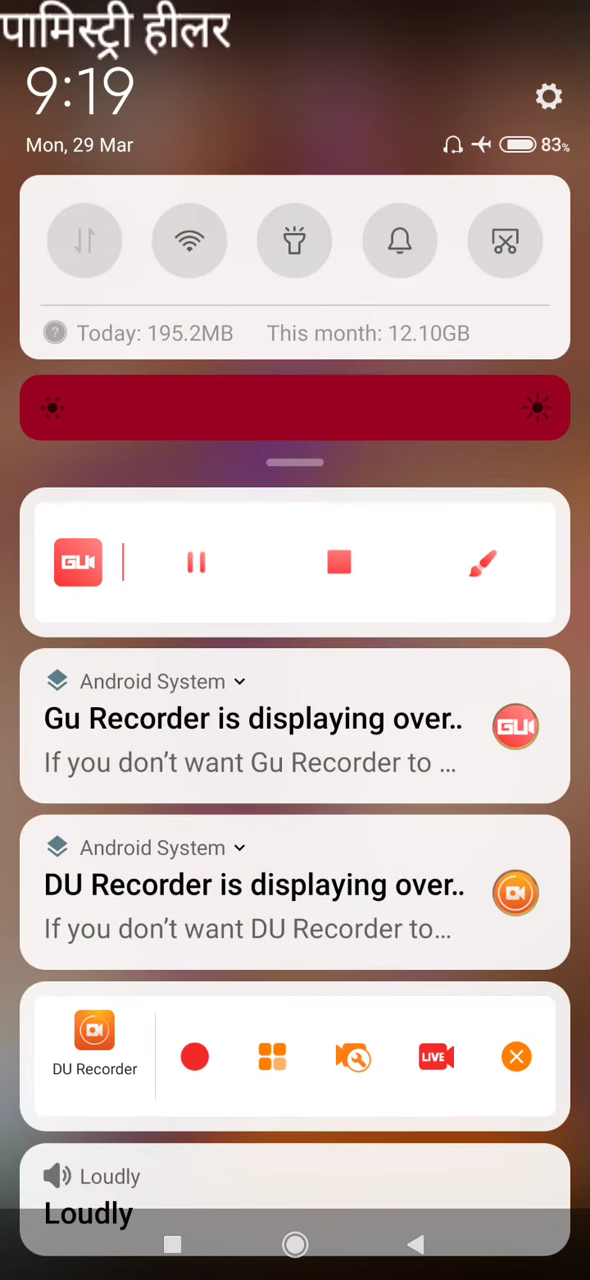 पामिस्ट्री हीलर
9:19
Mon, 29 Mar
83%
Today: 195.2MB This month: 12.10GB
GU
Android System
Gu Recorder is displaying over..
GU
If you don’t want Gu Recorder to ...
Android System
DU Recorder is displaying over..
If you don’t want DU Recorder to...
DU Recorder
LIVE
Loudly
Loudly